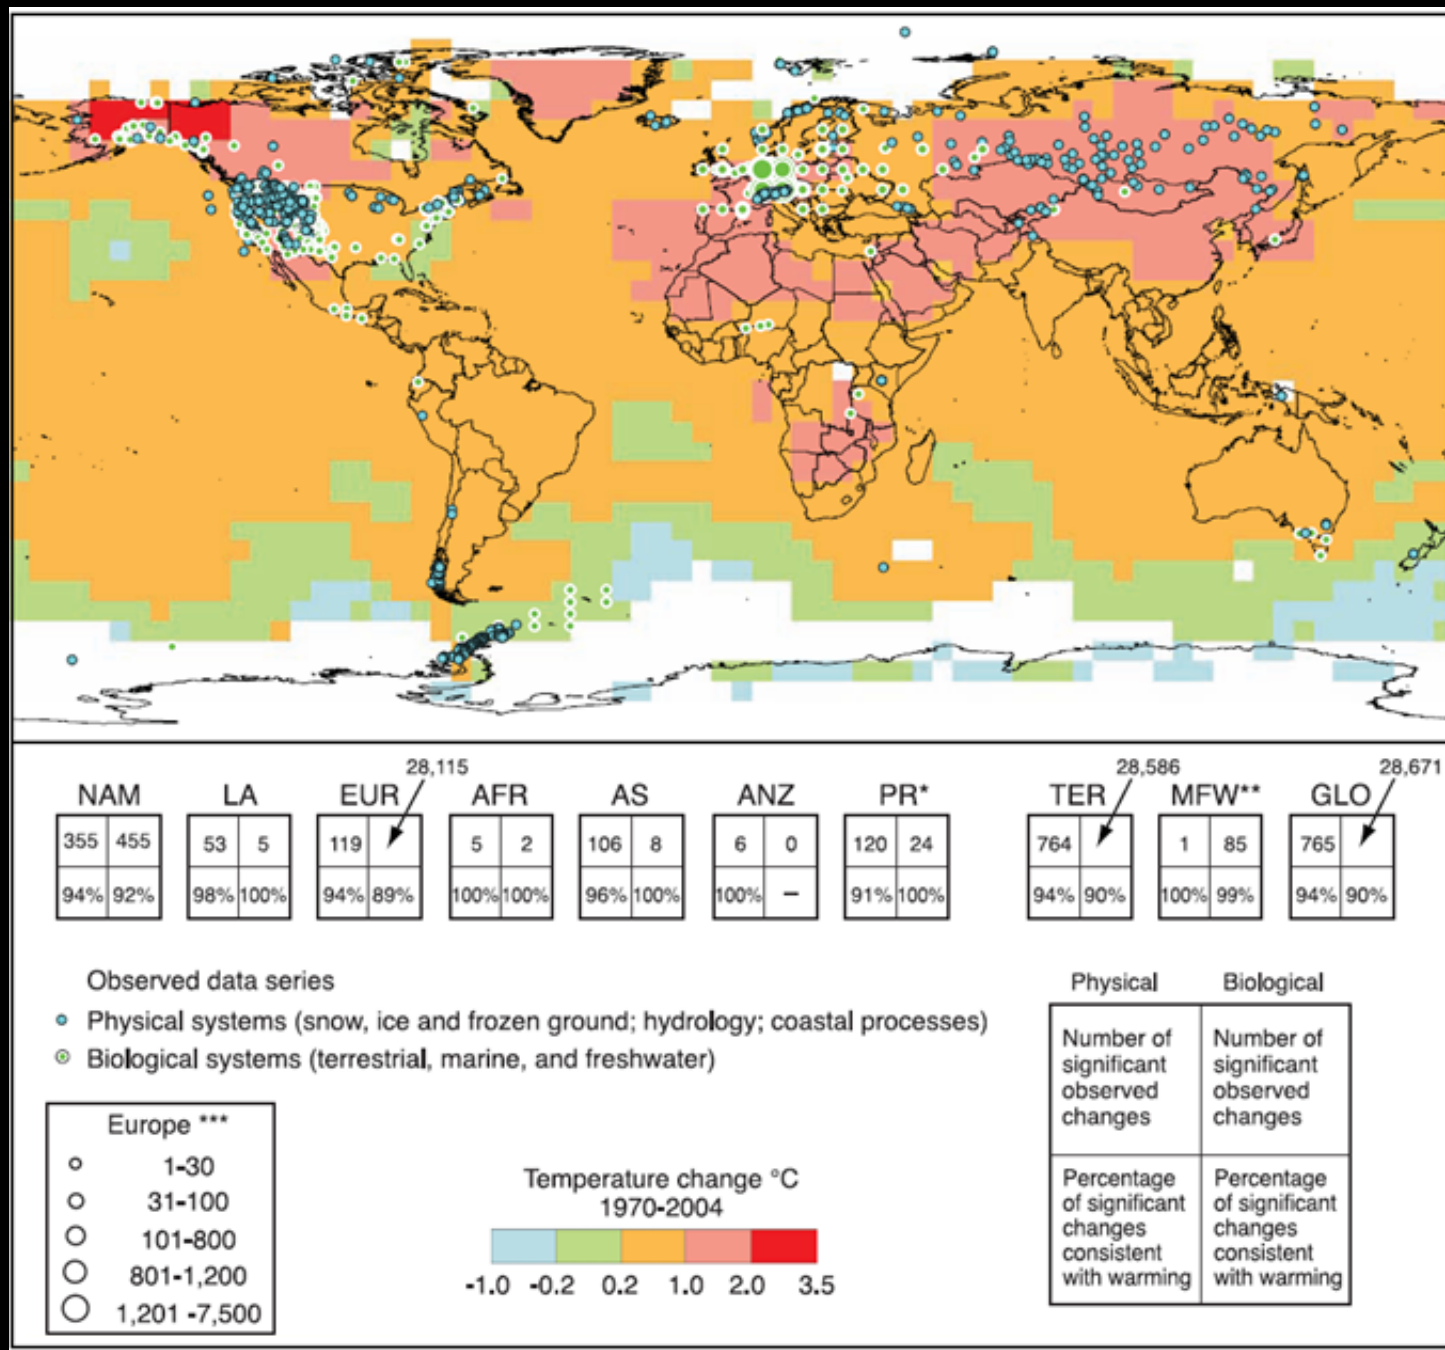 28,115
28,586
28,671
NAM LA EUR AFR AS ANZ PR* TER MFW** GLO
355 455 53 5 119 5 2 106 8 6 0 120 24 764 1 85 765
94% 92% 98% 100% 94% 89% 100% 100% 96% 100% 100% – 91% 100% 94% 90% 100% 99% 94% 90%
Observed data series
Physical systems (snow, ice and frozen ground; hydrology; coastal processes)
Biological systems (terrestrial, marine, and freshwater)
Europe ***
1-30
31-100
101-800
801-1,200
1,201 -7,500
Temperature change °C
1970-2004
-1.0 -0.2 0.2 1.0 2.0 3.5
Physical Biological
Number of
significant
observed
changes
Number of
significant
observed
changes
Percentage
of significant
changes
consistent
with warming
Percentage
of significant
changes
consistent
with warming